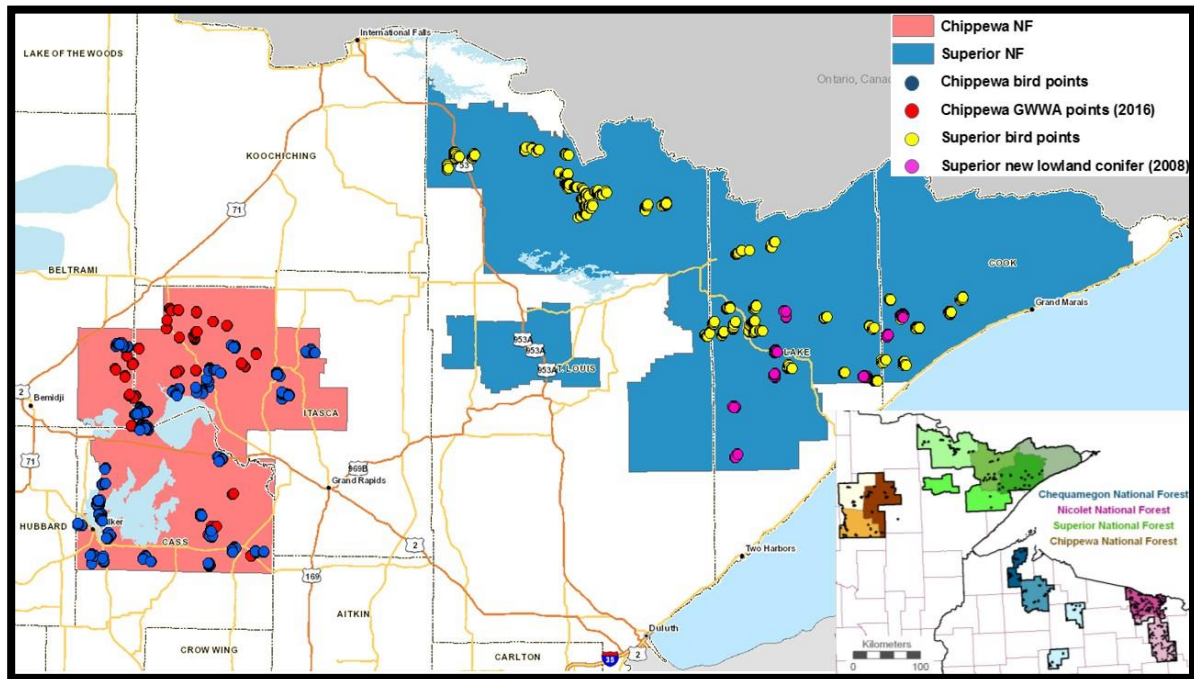 Chippewa NF
Superior NF
Chippewa bird points
Chippewa GWWA points (2016)
Superior bird points
Superior new lowland conifer (2008)
LAKE OF THE WOODS
International Falls
Ontario, Canad
KOOCHICHING
53
71
BELTRAMI
COOK
Grand Marais
953A
953A
953A
T. LOUIS
LAKE
2
Bemidji
ITASCA
71
969B
Grand Rapids
HUBBARD
lker
CASS
2
Two Harbors
169
AITKIN
CROW WING
CARLTON
Duluth
35
2
Chequamegon National Forest
Nicolet National Forest
Superior National Forest
Chippewa National Forest
Kilometers
0 100